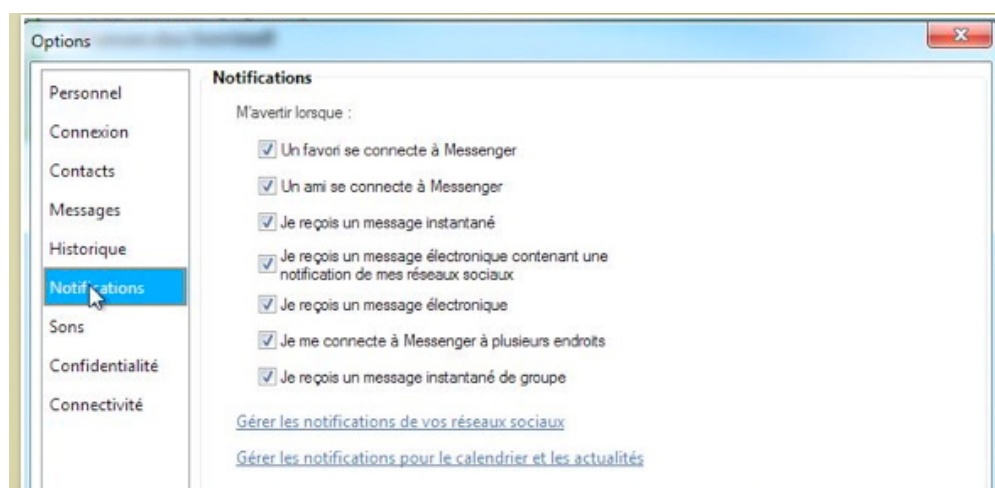 Options
Personnel
Connexion
Contacts
Messages
Historique
Notifications
Sons
Confidentialité
Connectivité
Notifications
M'avertir lorsque :
Un favori se connecte à Messenger
Un ami se connecte à Messenger
Je reçois un message instantané
Je reçois un message électronique contenant une
notification de mes réseaux sociaux
Je reçois un message électronique
Je me connecte à Messenger à plusieurs endroits
Je reçois un message instantané de groupe
Gérer les notifications de vos réseaux sociaux
Gérer les notifications pour le calendrier et les actualités